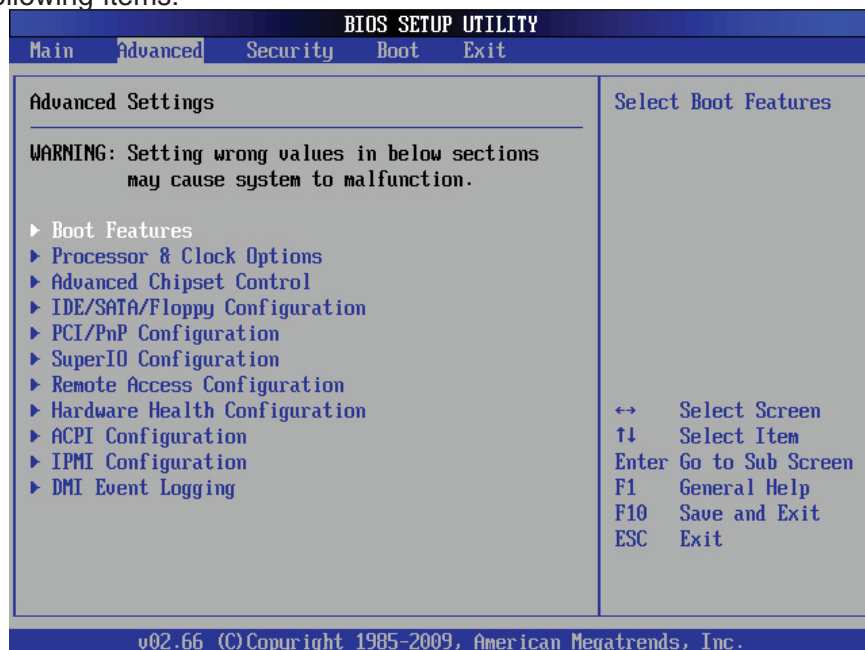 following items:
BIOS SETUP UTILITY
Main Advanced Security Boot Exit
Advanced Settings
WARNING: Setting wrong values in below sections
may cause system to malfunction.
▶ Boot Features
▶ Processor & Clock Options
▶ Advanced Chipset Control
▶ IDE/SATA/Floppy Configuration
▶ PCI/PnP Configuration
▶ SuperIO Configuration
▶ Remote Access Configuration
▶ Hardware Health Configuration
▶ ACPI Configuration
▶ IPMI Configuration
▶ DMI Event Logging
Select Boot Features
↔ Select Screen
↑↓ Select Item
Enter Go to Sub Screen
F1 General Help
F10 Save and Exit
ESC Exit
v02.66 (C)Copyright 1985-2009, American Megatrends, Inc.